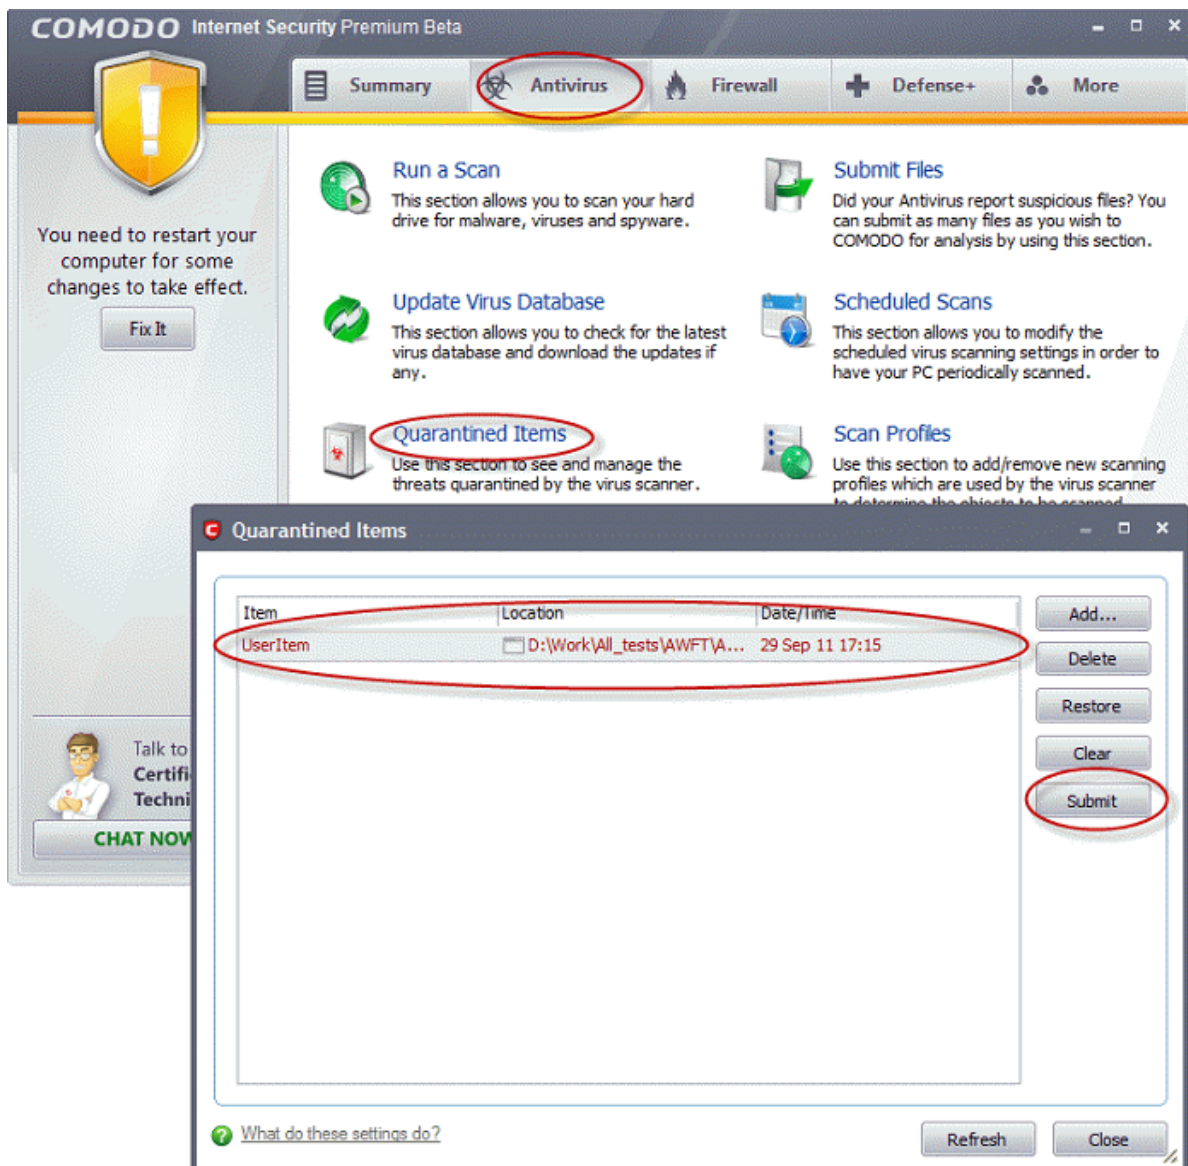 COMODO Internet Security Premium Beta
Summary
Antivirus
Firewall
Defense+
More
You need to restart your
computer for some
changes to take effect.
Fix It
Run a Scan
This section allows you to scan your hard
drive for malware, viruses and spyware.
Submit Files
Did your Antivirus report suspicious files? You
can submit as many files as you wish to
COMODO for analysis by using this section.
Update Virus Database
This section allows you to check for the latest
virus database and download the updates if
any.
Scheduled Scans
This section allows you to modify the
scheduled virus scanning settings in order to
have your PC periodically scanned.
Quarantined Items
Use this section to see and manage the
threats quarantined by the virus scanner.
Scan Profiles
Use this section to add/remove new scanning
profiles which are used by the virus scanner
to determine the objects to be scanned
Talk to
Certifi
Techni
CHAT NOW
Quarantined Items
Item Location Date/Time
UserItem D:\Work\All_tests\AWFT\A... 29 Sep 11 17:15
Add...
Delete
Restore
Clear
Submit
What do these settings do?
Refresh
Close